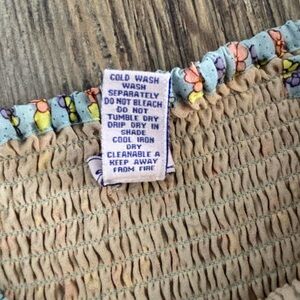 COLD WASH
WASH
SEPARATELY
DO NOT BLEACH
DO NOT
TUMBLE DRY
DRIP DRY IN
SHADE
COOL IRON
DRY
CLEANABLE A
KEEP AWAY
FROM FIRE